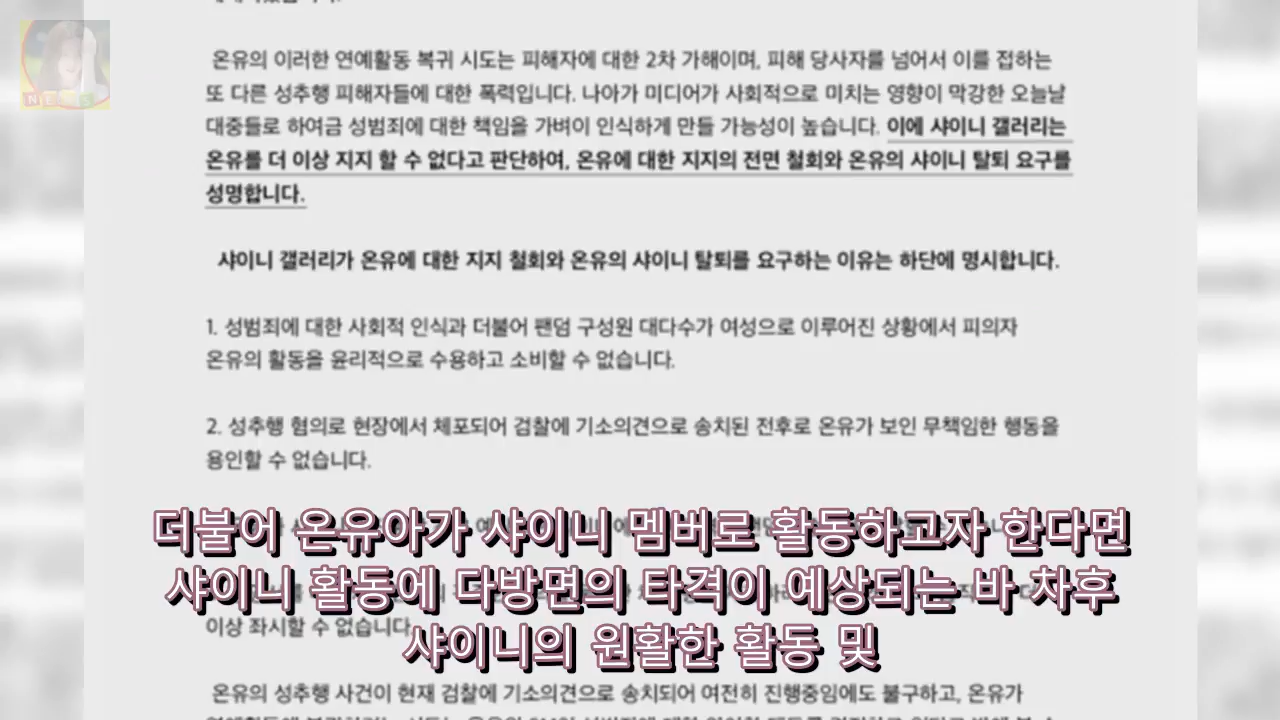 NEWS
온유의 이러한 연예활동 복귀 시도는 피해자에 대한 2차 가해이며, 피해 당사자를 넘어서 이를 접하는
또 다른 성추행 피해자들에 대한 폭력입니다. 나아가 미디어가 사회적으로 미치는 영향이 막강한 오늘날
대중들로 하여금 성범죄에 대한 책임을 가벼이 인식하게 만들 가능성이 높습니다. 이에 샤이니 갤러리는
온유를 더 이상 지지 할 수 없다고 판단하여, 온유에 대한 지지의 전면 철회와 온유의 샤이니 탈퇴 요구를
성명합니다.
샤이니 갤러리가 온유에 대한 지지 철회와 온유의 샤이니 탈퇴를 요구하는 이유는 하단에 명시합니다.
1. 성범죄에 대한 사회적 인식과 더불어 팬덤 구성원 대다수가 여성으로 이루어진 상황에서 피의자
온유의 활동을 윤리적으로 수용하고 소비할 수 없습니다.
2. 성추행 혐의로 현장에서 체포되어 검찰에 기소의견으로 송치된 전후로 온유가 보인 무책임한 행동을
용인할 수 없습니다.
더불어 온유아가 샤이니 멤버로 활동하고자 한다면
샤이니 활동에 다방면의 타격이 예상되는 바 차후
이상 좌시할 수 없습니다.
샤이니의 원활한 활동 및
온유의 성추행 사건이 현재 검찰에 기소의견으로 송치되어 여전히 진행중임에도 불구하고, 온유가